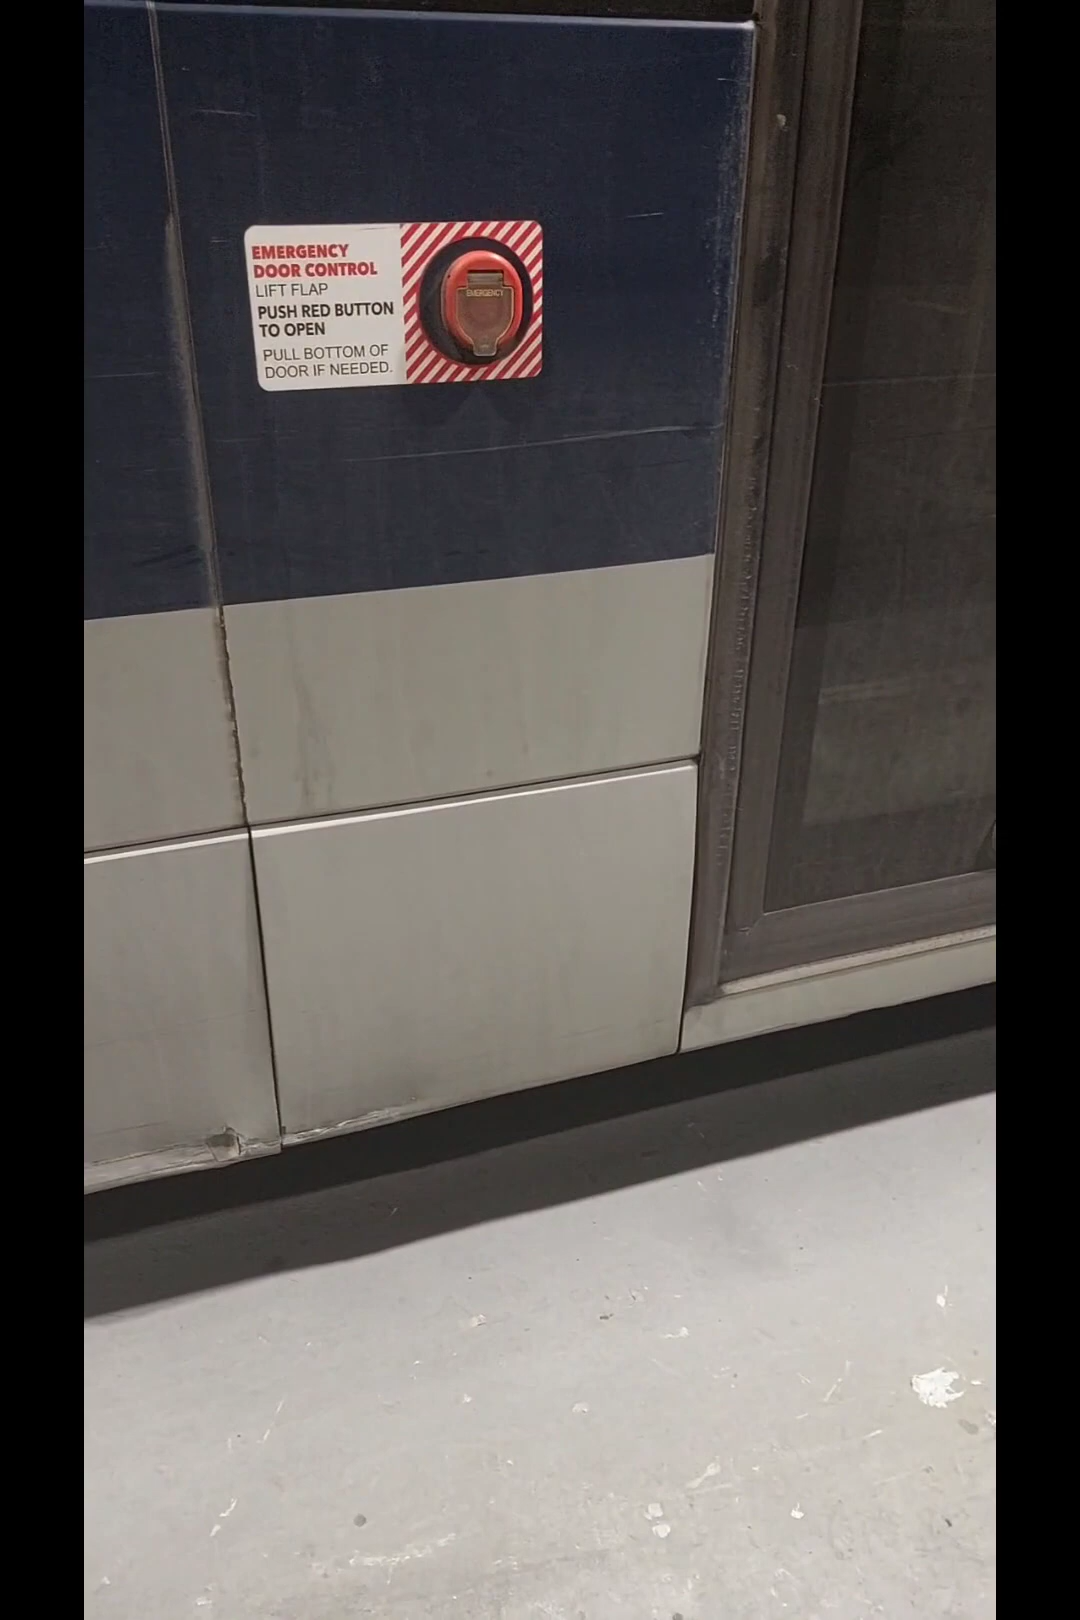 EMERGENCY
DOOR CONTROL
LIFT FLAP
PUSH RED BUTTON
TO OPEN
PULL BOTTOM OF
DOOR IF NEEDED.
EMERGENCY